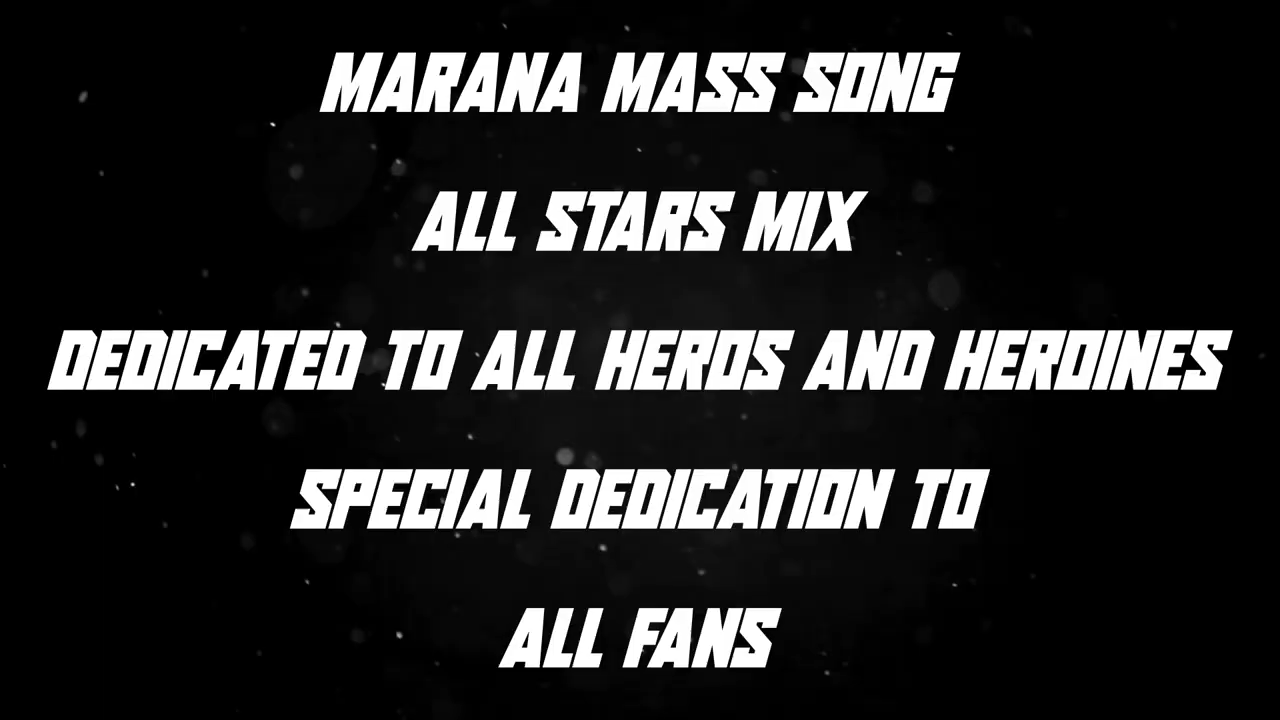 MARANA MASS SONG
ALL STARS MIX
DEDICATED TO ALL HEROS AND HEROINES
SPECIAL DEDICATION TO
ALL FANS